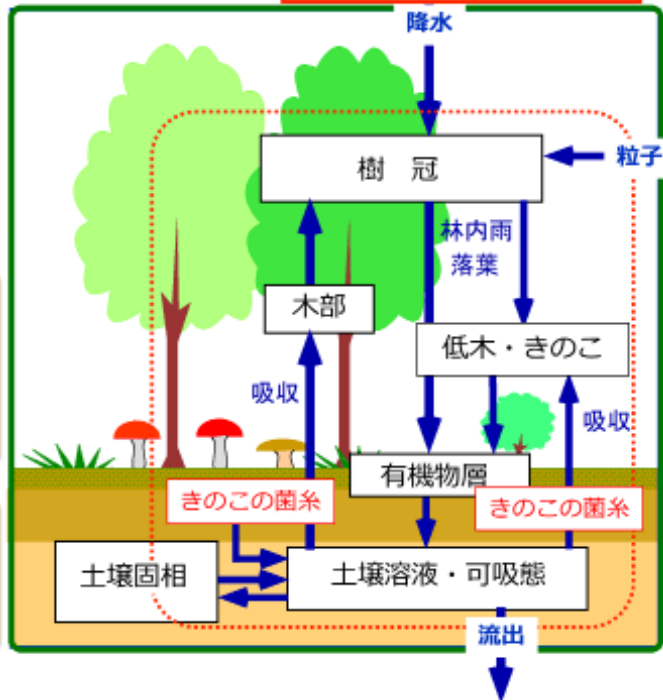 降水
樹 冠
粒子
林内雨
落葉
木部
低木・きのこ
吸収
吸収
有機物層
きのこの菌糸
きのこの菌糸
土壌固相
土壌溶液・可吸態
流出